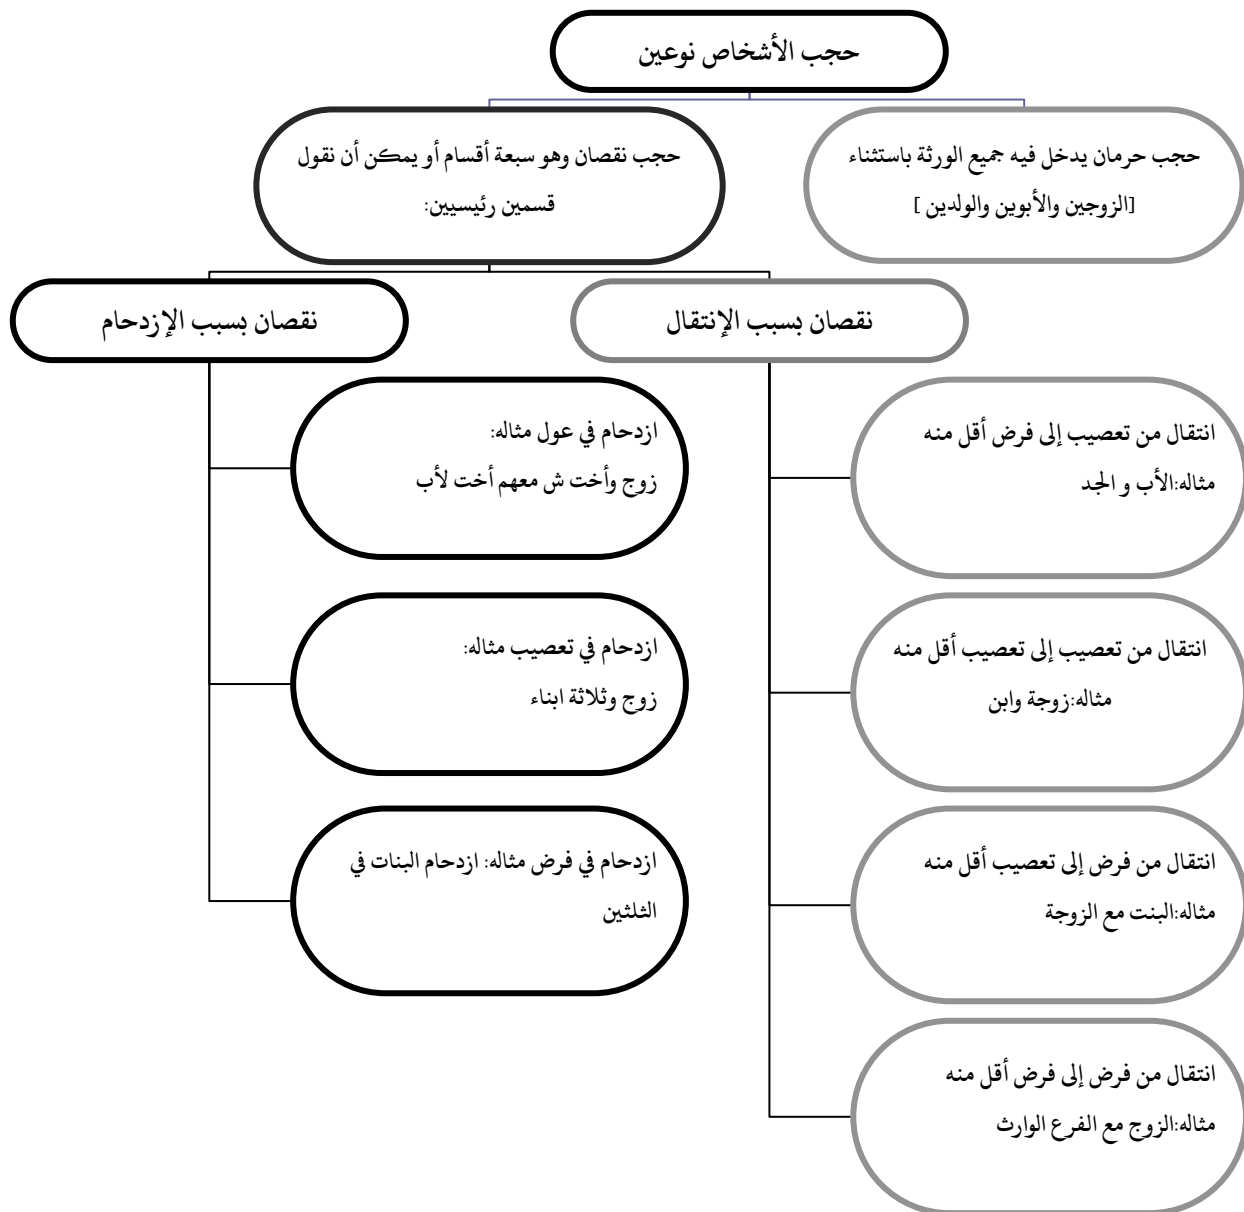 حجب الأشخاص نوعين
حجب حرمان يدخل فيه جميع الورثة باستثناء
[الزوجين والأبوين والولدين ]
حجب نقصان وهو سبعة أقسام أو يمكن أن نقول
قسمين رئيسيين:
نقصان بسبب الإنتقال
انتقال من تعصيب إلى فرض أقل منه
مثاله:الأب و الجد
انتقال من تعصيب إلى تعصيب أقل منه
مثاله:زوجة وابن
انتقال من فرض إلى تعصيب أقل منه
مثاله:البنت مع الزوجة
انتقال من فرض إلى فرض أقل منه
مثاله:الزوج مع الفرع الوارث
نقصان بسبب الإزدحام
ازدحام في عول مثاله:
زوج وأخت ش معهم أخت لأب
ازدحام في تعصيب مثاله:
زوج وثلاثة ابناء
ازدحام في فرض مثاله: ازدحام البنات في
الثلثين